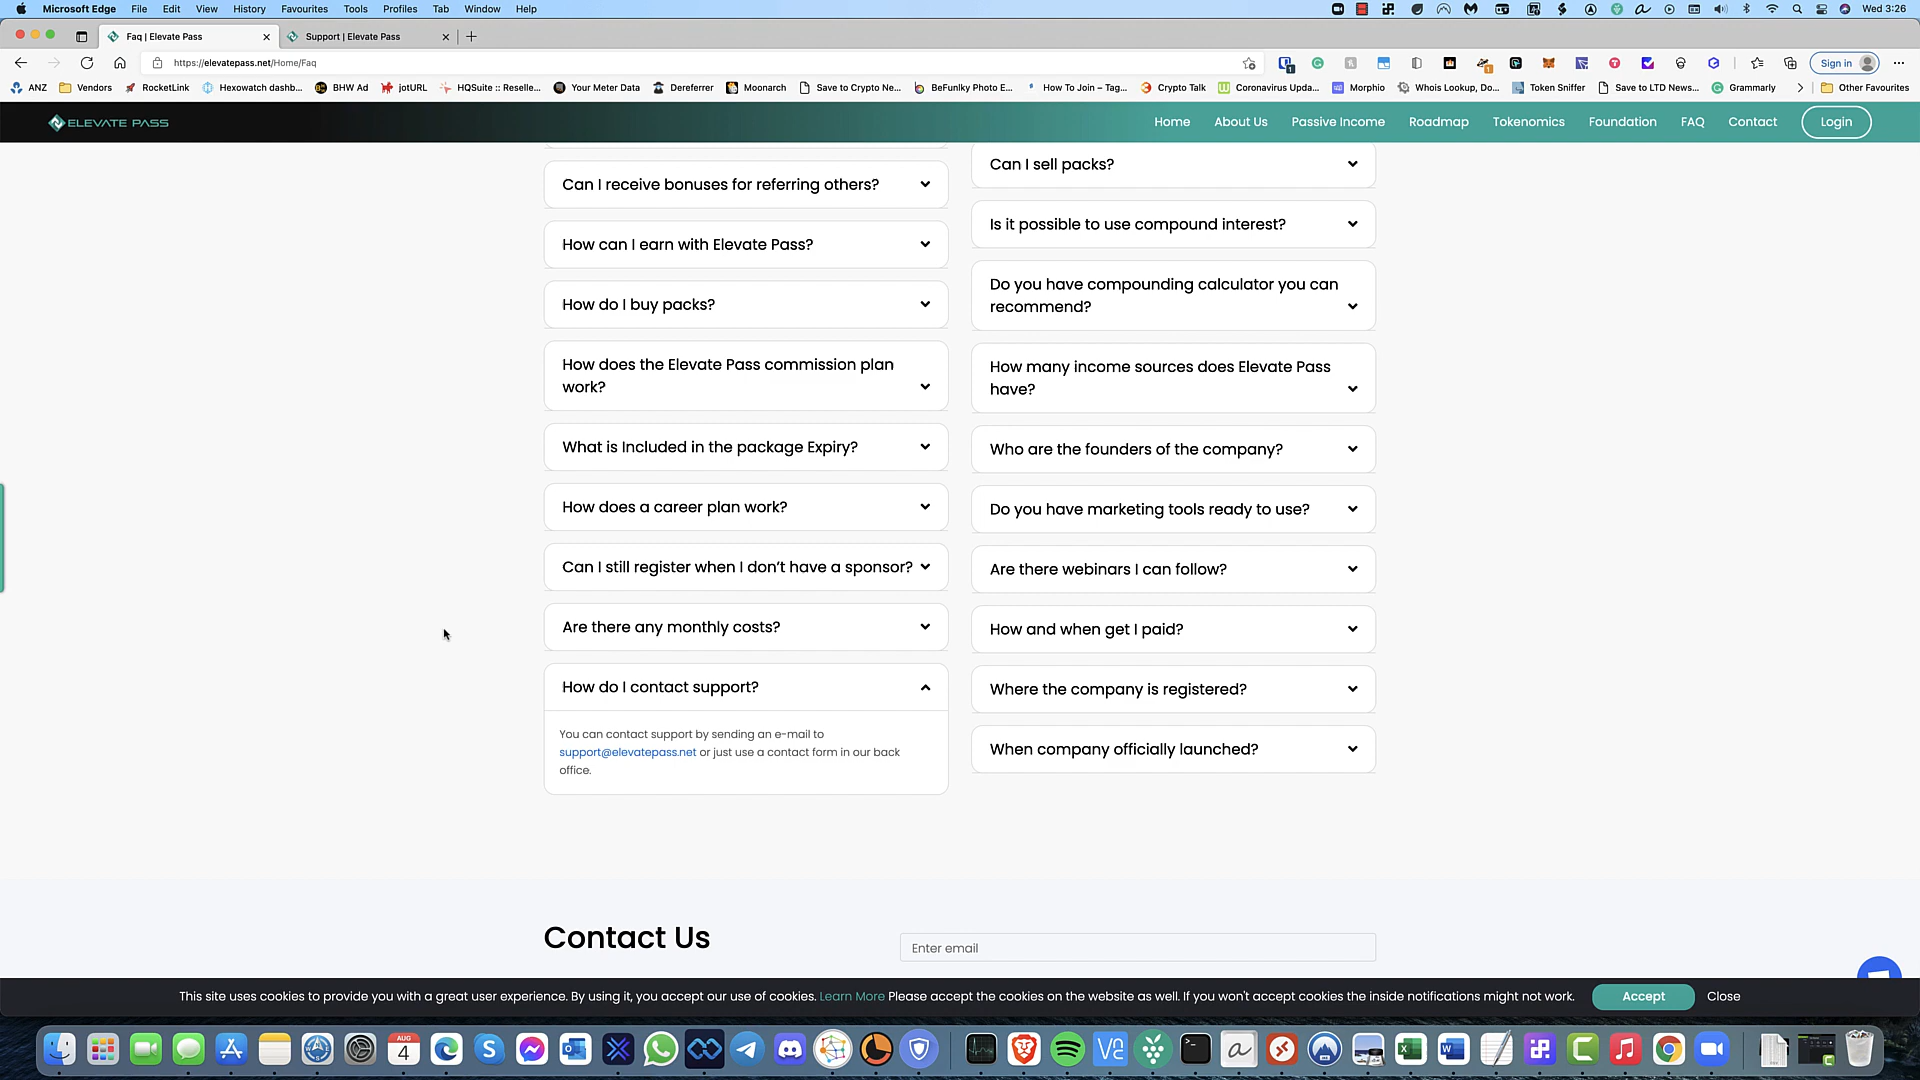 Microsoft Edge File Edit View History Favourites Tools Profiles Tab Window Help Wed 3:26
Faq | Elevate Pass Support | Elevate Pass
https://elevatepass.net/Home/Faq Sign in
ANZ Vendors RocketLink Hexowatch dashb... BHW Ad jotURL HQSuite :: Reselle... Your Meter Data Dereferrer Moonarch Save to Crypto Ne... BeFunlky Photo E... How To Join – Tag... Crypto Talk Coronavirus Upda... Morphio Whois Lookup, Do... Token Sniffer Save to LTD News... Grammarly Other Favourites
ELEVATE PASS Home About Us Passive Income Roadmap Tokenomics Foundation FAQ Contact Login
Can I receive bonuses for referring others?
How can I earn with Elevate Pass?
How do I buy packs?
How does the Elevate Pass commission plan
work?
What is Included in the package Expiry?
How does a career plan work?
Can I still register when I don’t have a sponsor?
Are there any monthly costs?
How do I contact support?
You can contact support by sending an e-mail to
support@elevatepass.net or just use a contact form in our back
office.
Can I sell packs?
Is it possible to use compound interest?
Do you have compounding calculator you can
recommend?
How many income sources does Elevate Pass
have?
Who are the founders of the company?
Do you have marketing tools ready to use?
Are there webinars I can follow?
How and when get I paid?
Where the company is registered?
When company officially launched?
Contact Us
Enter email
This site uses cookies to provide you with a great user experience. By using it, you accept our use of cookies. Learn More Please accept the cookies on the website as well. If you won't accept cookies the inside notifications might not work. Accept Close
AUG
4